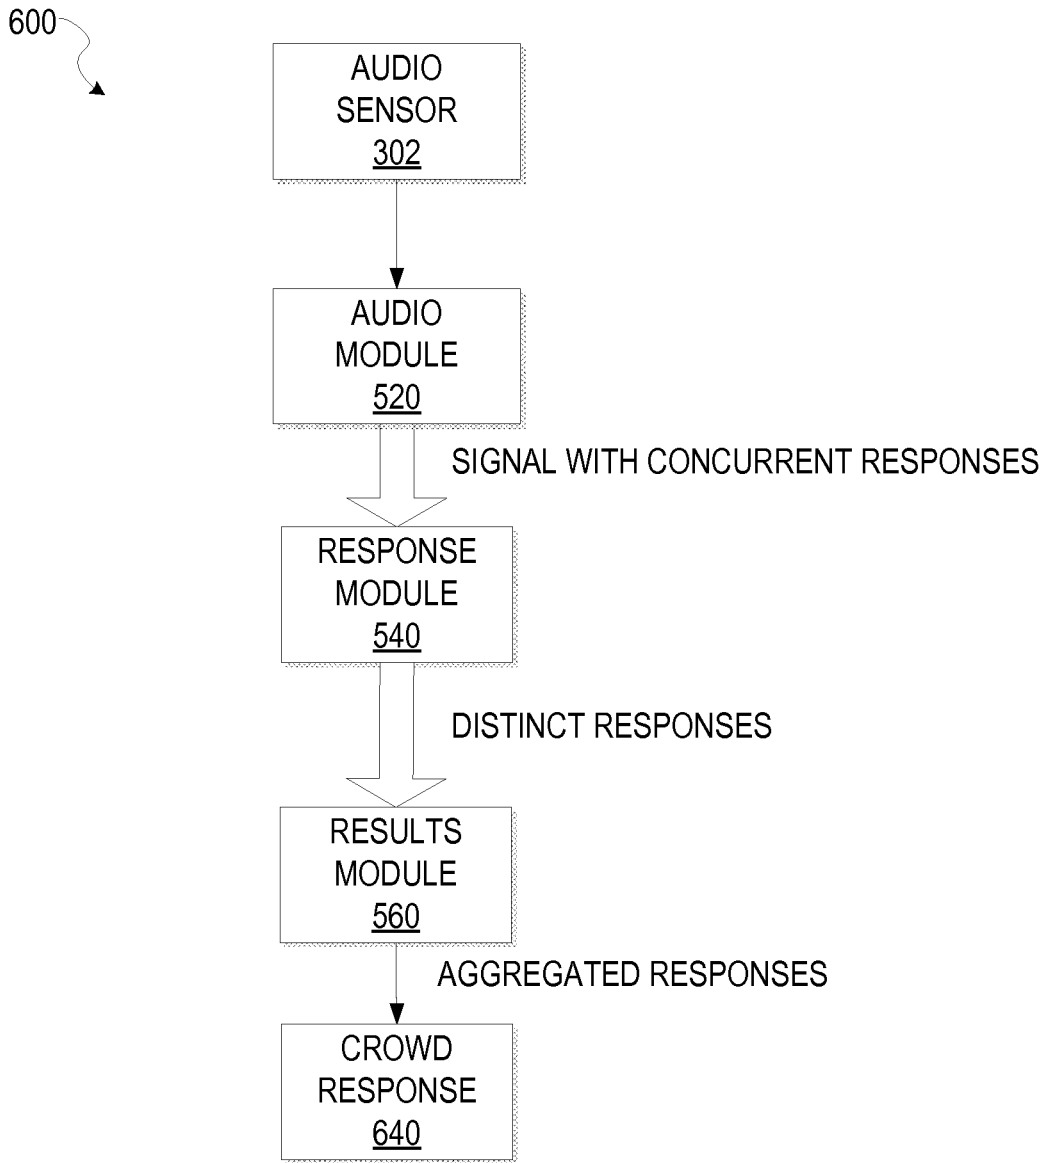 600
AUDIO
SENSOR
302
AUDIO
MODULE
520
SIGNAL WITH CONCURRENT RESPONSES
RESPONSE
MODULE
540
DISTINCT RESPONSES
RESULTS
MODULE
560
AGGREGATED RESPONSES
CROWD
RESPONSE
640